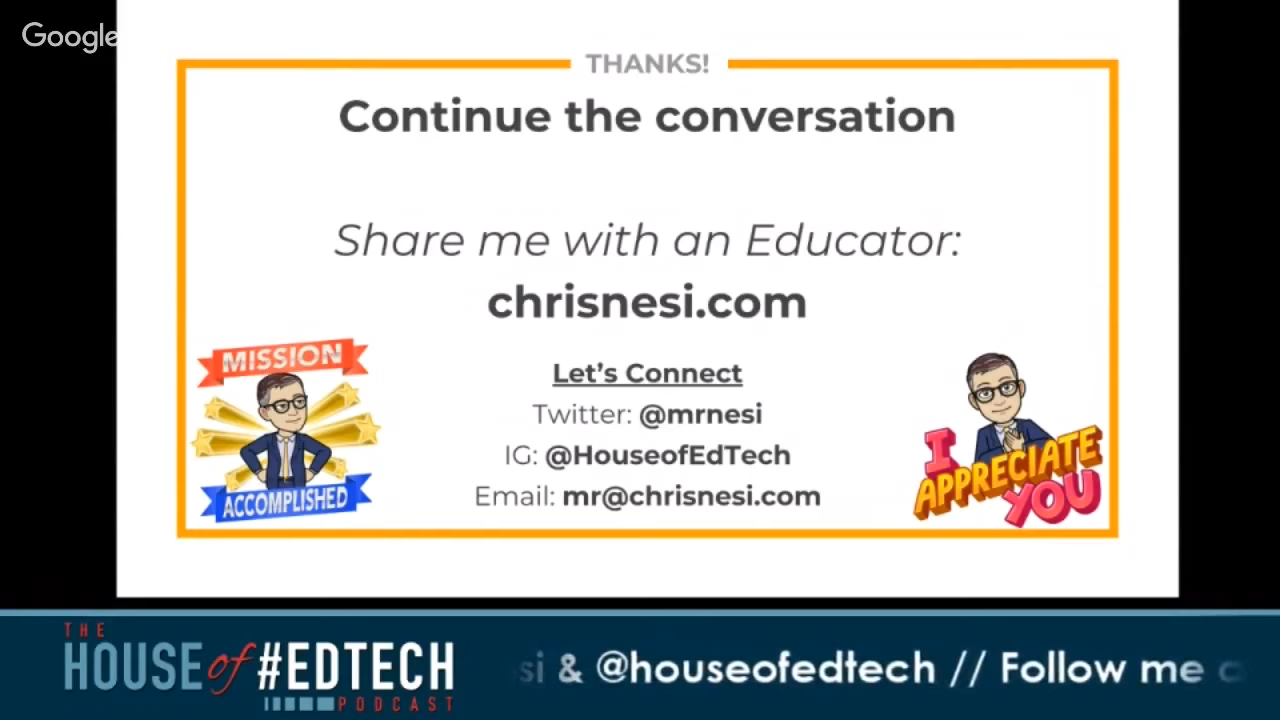 Google
THANKS!
Continue the conversation
Share me with an Educator:
chrisnesi.com
Let's Connect
Twitter: @mrnesi
IG: @HouseofEdTech
Email: mr@chrisnesi.com
MISSION
ACCOMPLISHED
I
APPRECIATE
YOU
THE
HOUSE of #EDTECH
PODCAST
si & @houseofedtech // Follow me